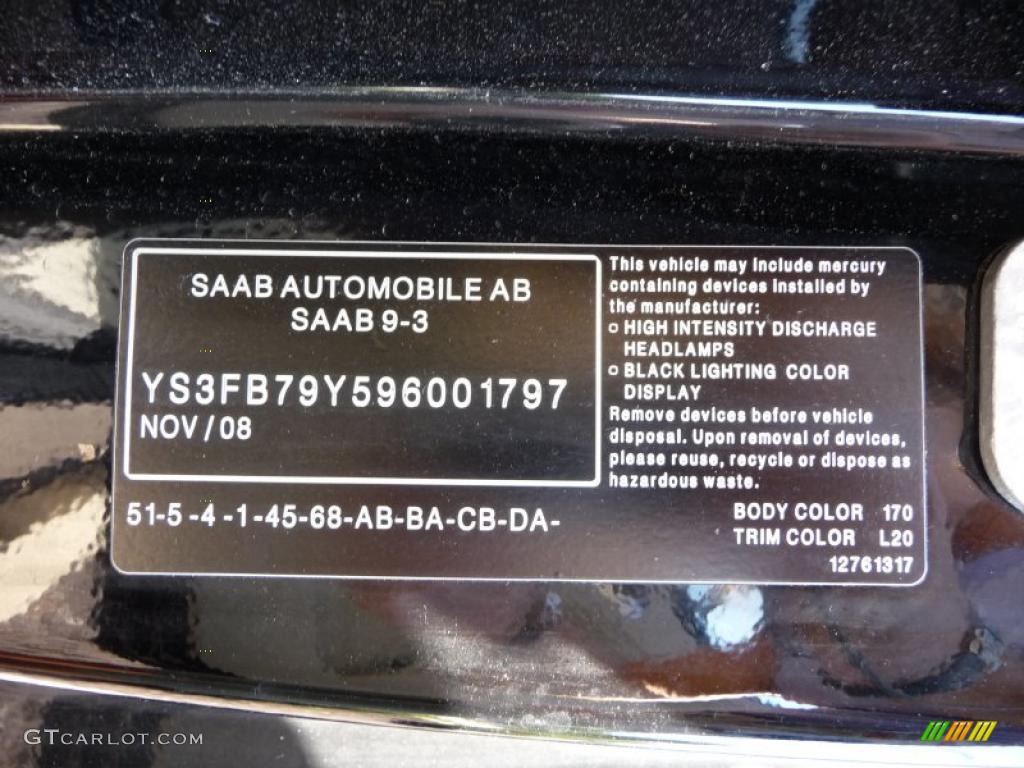 SAAB AUTOMOBILE AB
SAAB 9-3
YS3FB79Y596001797
NOV/08
51-5-4-1-45-68-AB-BA-CB-DA-
This vehicle may include mercury
containing devices installed by
the manufacturer:
o HIGH INTENSITY DISCHARGE
HEADLAMPS
o BLACK LIGHTING COLOR
DISPLAY
Remove devices before vehicle
disposal. Upon removal of devices,
please reuse, recycle or dispose as
hazardous waste.
BODY COLOR 170
TRIM COLOR L20
12761317
GTCARLOT.COM